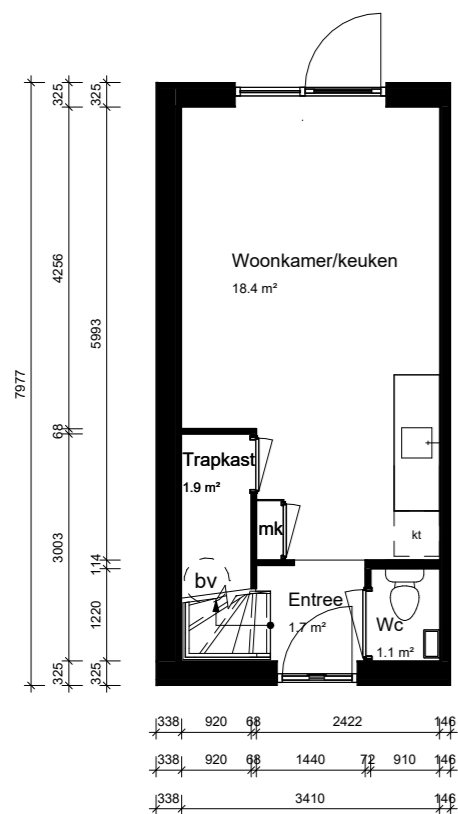 325
325
325
Woonkamer/keuken
18.4 m²
4256
5993
7977
68
Trapkast
1.9 m²
mk
kt
3003
114
bv
Entree
1.7 m²
Wc
1.1 m²
1220
325
325
338 920 68 2422 146
338 920 68 1440 72 910 146
338 3410 146